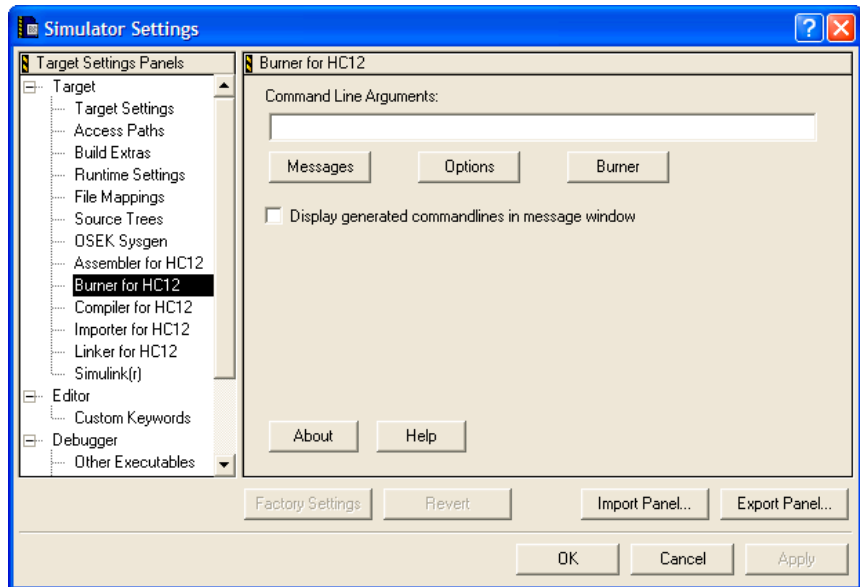 Simulator Settings
Target Settings Panels
Target
Target Settings
Access Paths
Build Extras
Runtime Settings
File Mappings
Source Trees
OSEK Sysgen
Assembler for HC12
Burner for HC12
Compiler for HC12
Importer for HC12
Linker for HC12
Simulink(r)
Editor
Custom Keywords
Debugger
Other Executables
Burner for HC12
Command Line Arguments:
Messages Options Burner
Display generated commandlines in message window
About Help
Factory Settings Revert Import Panel... Export Panel...
OK Cancel Apply